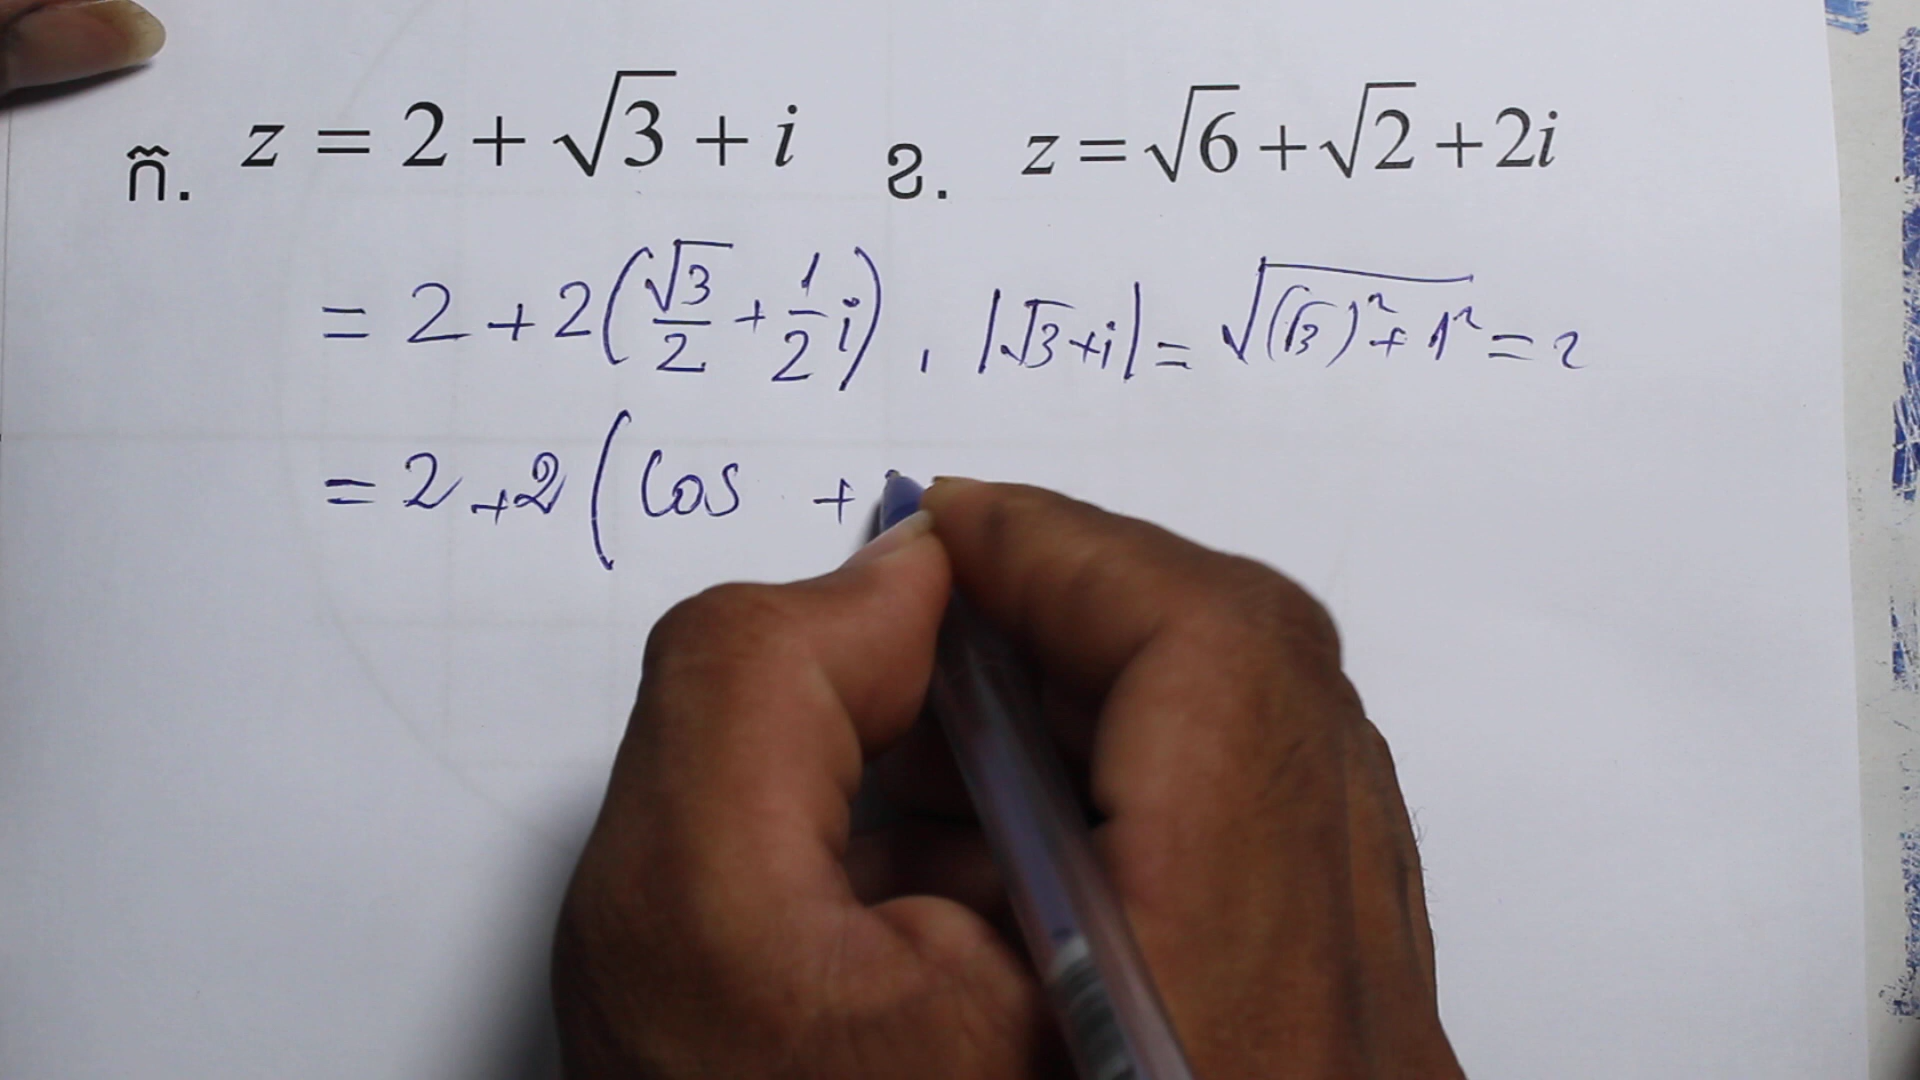 ក. z = 2 + √3 + i ខ. z = √6 + √2 + 2i
= 2 + 2(√3/2 + 1/2 i) , |√3 + i| = √((√3)² + 1²) = 2
= 2 + 2 ( Cos +